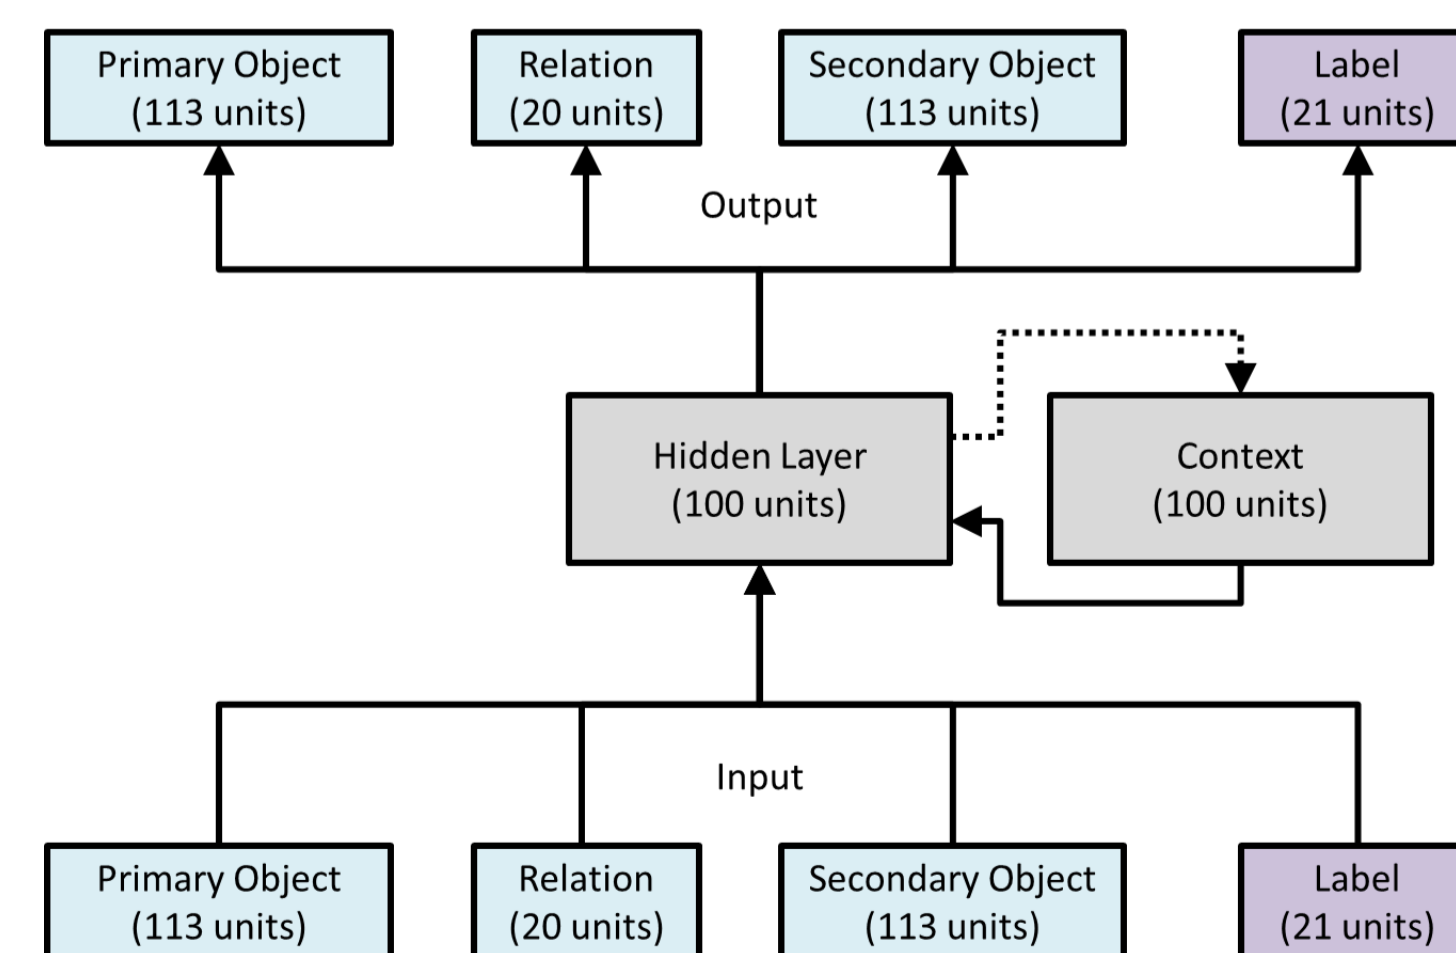 Primary Object
(113 units)
Relation
(20 units)
Secondary Object
(113 units)
Label
(21 units)
Output
Hidden Layer
(100 units)
Context
(100 units)
Input
Primary Object
(113 units)
Relation
(20 units)
Secondary Object
(113 units)
Label
(21 units)